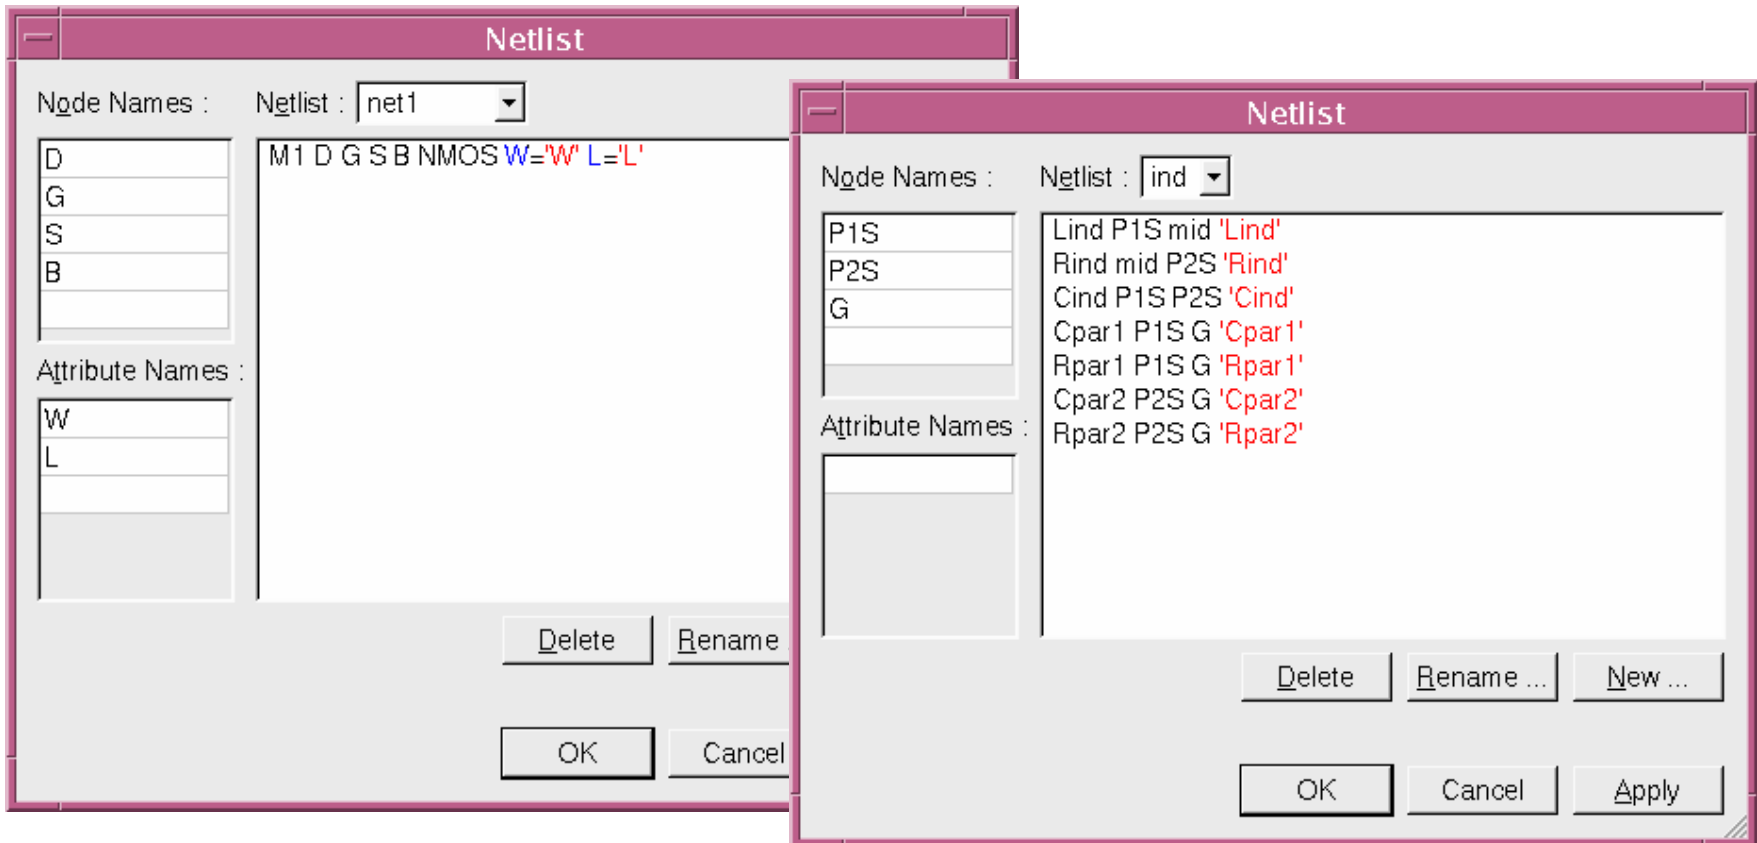 Netlist
Node Names :
Netlist : net1
D
G
S
B
M1 D G S B NMOS W='W' L='L'
Attribute Names :
W
L
Delete
Rename
OK
Cancel
Netlist
Node Names :
Netlist : ind
P1S
P2S
G
Lind P1S mid 'Lind'
Rind mid P2S 'Rind'
Cind P1S P2S 'Cind'
Cpar1 P1S G 'Cpar1'
Rpar1 P1S G 'Rpar1'
Cpar2 P2S G 'Cpar2'
Rpar2 P2S G 'Rpar2'
Attribute Names :
Delete
Rename ...
New ...
OK
Cancel
Apply